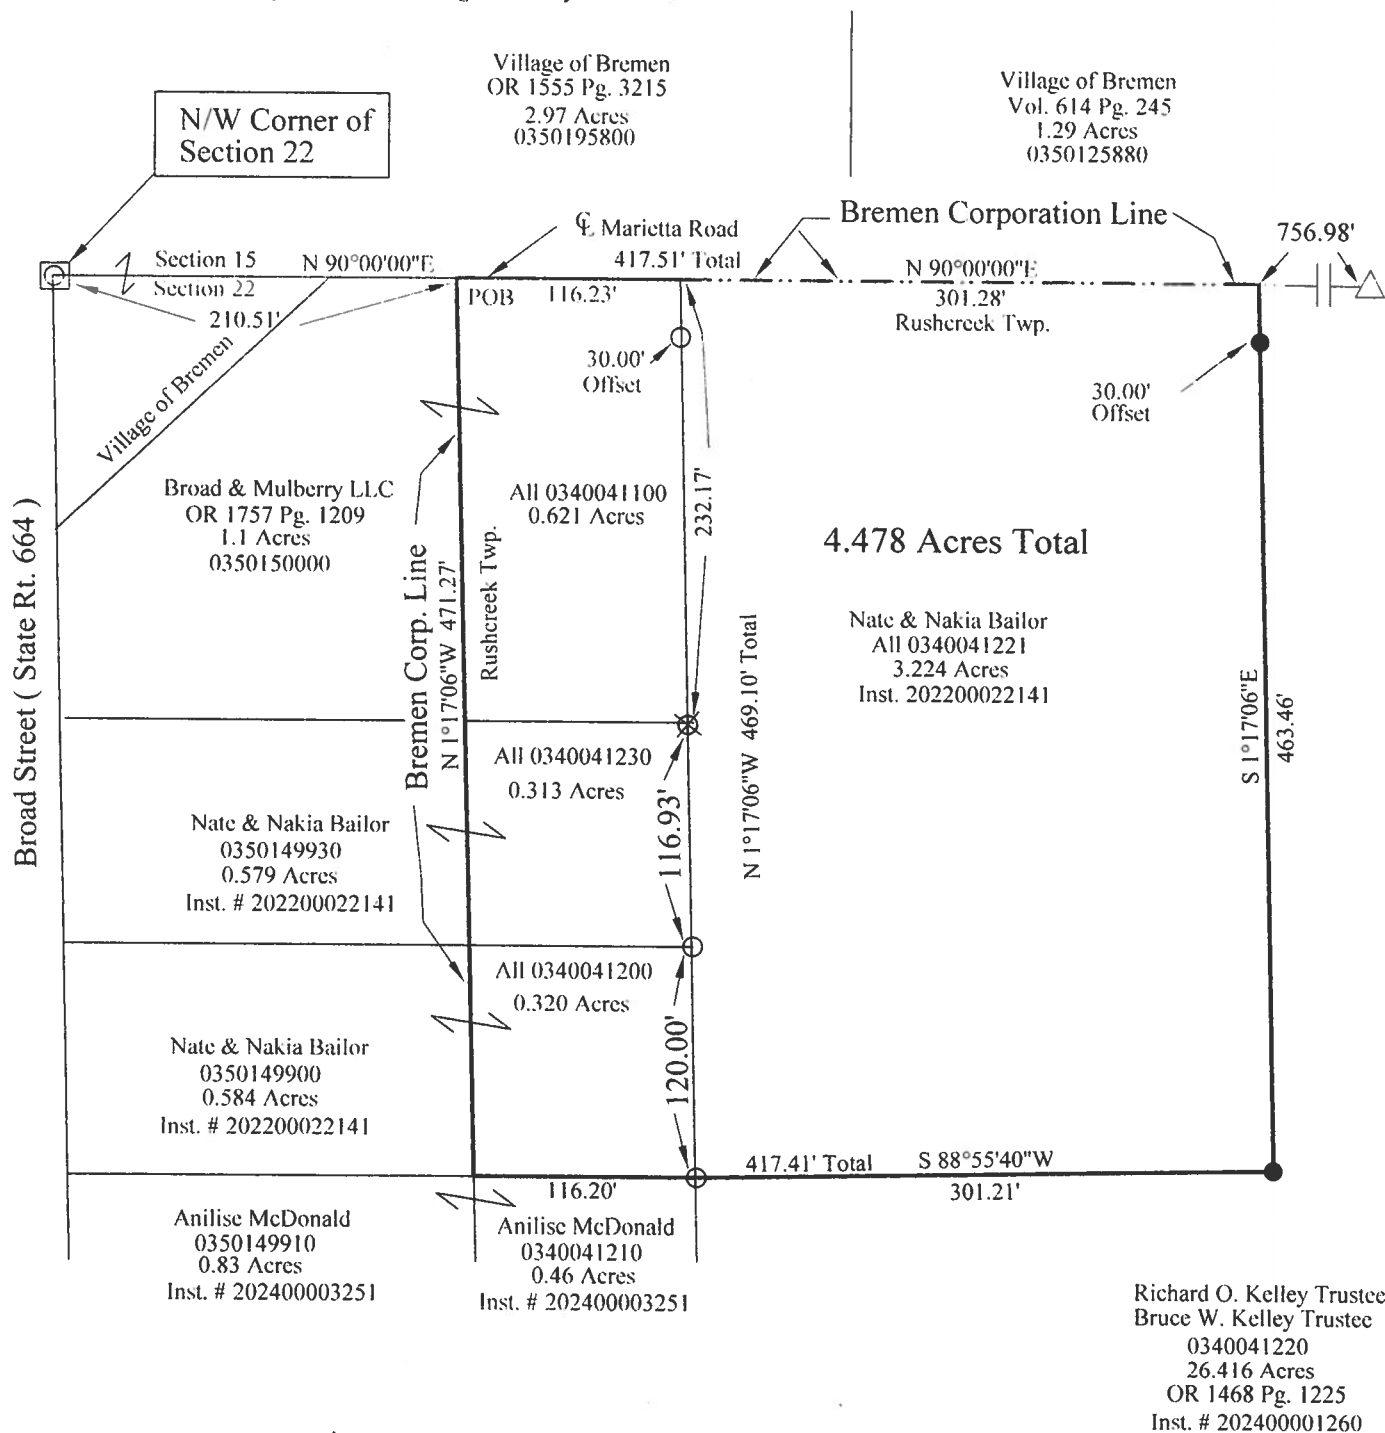 Village of Bremen
OR 1555 Pg. 3215
2.97 Acres
0350195800
Village of Bremen
Vol. 614 Pg. 245
1.29 Acres
0350125880
N/W Corner of
Section 22
℄ Marietta Road
Bremen Corporation Line
756.98'
Section 15
Section 22
N 90°00'00"E
417.51' Total
N 90°00'00"E
210.51'
POB
116.23'
301.28'
Rushcreek Twp.
Village of Bremen
30.00'
Offset
30.00'
Offset
Broad & Mulberry LLC
OR 1757 Pg. 1209
1.1 Acres
0350150000
All 0340041100
0.621 Acres
232.17'
4.478 Acres Total
Broad Street ( State Rt. 664 )
Bremen Corp. Line
N 1°17'06"W 471.27'
Rushcreek Twp.
Nate & Nakia Bailor
All 0340041221
3.224 Acres
Inst. 202200022141
N 1°17'06"W 469.10' Total
S 1°17'06"E
463.46'
All 0340041230
0.313 Acres
116.93'
Nate & Nakia Bailor
0350149930
0.579 Acres
Inst. # 202200022141
All 0340041200
0.320 Acres
120.00'
Nate & Nakia Bailor
0350149900
0.584 Acres
Inst. # 202200022141
417.41' Total
S 88°55'40"W
116.20'
301.21'
Anilise McDonald
0350149910
0.83 Acres
Inst. # 202400003251
Anilise McDonald
0340041210
0.46 Acres
Inst. # 202400003251
Richard O. Kelley Trustee
Bruce W. Kelley Trustee
0340041220
26.416 Acres
OR 1468 Pg. 1225
Inst. # 202400001260